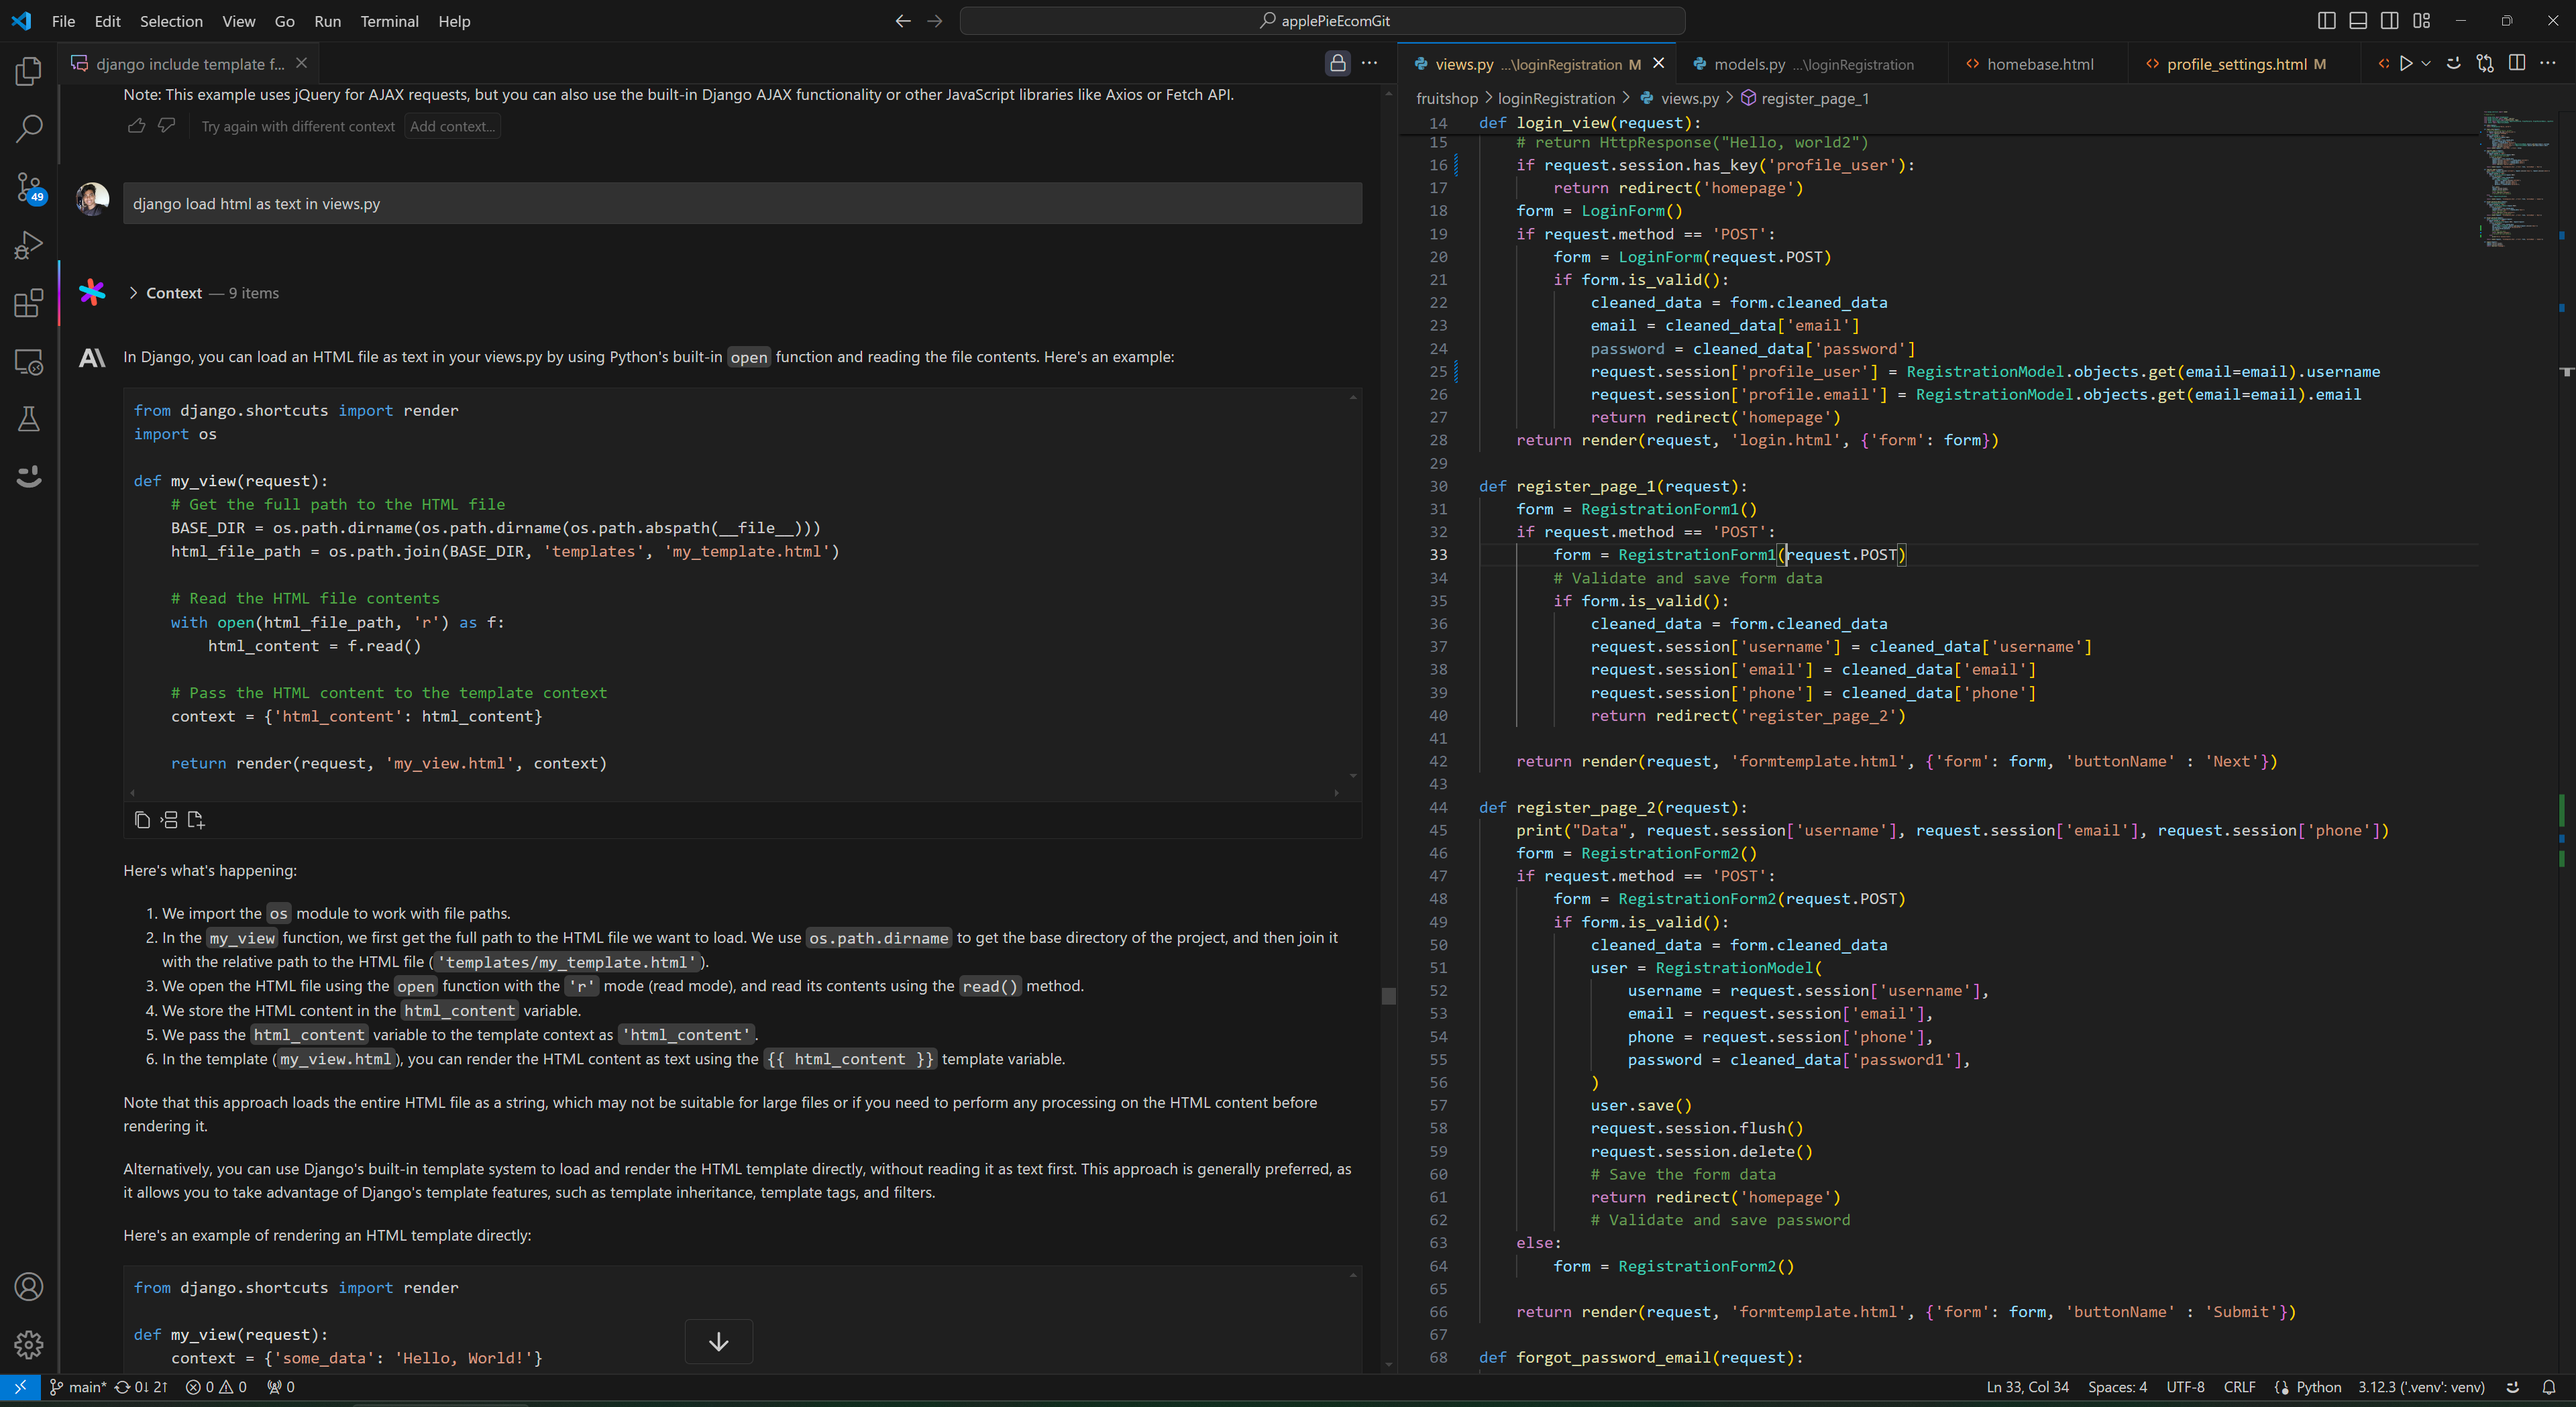 File Edit Selection View Go Run Terminal Help
applePieEcomGit
django include template f...
Note: This example uses jQuery for AJAX requests, but you can also use the built-in Django AJAX functionality or other JavaScript libraries like Axios or Fetch API.
Try again with different context Add context...
django load html as text in views.py
49
Context — 9 items
In Django, you can load an HTML file as text in your views.py by using Python's built-in open function and reading the file contents. Here's an example:
from django.shortcuts import render
import os
def my_view(request):
# Get the full path to the HTML file
BASE_DIR = os.path.dirname(os.path.dirname(os.path.abspath(__file__)))
html_file_path = os.path.join(BASE_DIR, 'templates', 'my_template.html')
# Read the HTML file contents
with open(html_file_path, 'r') as f:
html_content = f.read()
# Pass the HTML content to the template context
context = {'html_content': html_content}
return render(request, 'my_view.html', context)
Here's what's happening:
1. We import the os module to work with file paths.
2. In the my_view function, we first get the full path to the HTML file we want to load. We use os.path.dirname to get the base directory of the project, and then join it
with the relative path to the HTML file ('templates/my_template.html').
3. We open the HTML file using the open function with the 'r' mode (read mode), and read its contents using the read() method.
4. We store the HTML content in the html_content variable.
5. We pass the html_content variable to the template context as 'html_content'.
6. In the template (my_view.html), you can render the HTML content as text using the {{ html_content }} template variable.
Note that this approach loads the entire HTML file as a string, which may not be suitable for large files or if you need to perform any processing on the HTML content before
rendering it.
Alternatively, you can use Django's built-in template system to load and render the HTML template directly, without reading it as text first. This approach is generally preferred, as
it allows you to take advantage of Django's template features, such as template inheritance, template tags, and filters.
Here's an example of rendering an HTML template directly:
from django.shortcuts import render
def my_view(request):
context = {'some_data': 'Hello, World!'}
views.py ...\loginRegistration M
models.py ...\loginRegistration
homebase.html
profile_settings.html M
fruitshop > loginRegistration > views.py > register_page_1
14 def login_view(request):
15 # return HttpResponse("Hello, world2")
16 if request.session.has_key('profile_user'):
17 return redirect('homepage')
18 form = LoginForm()
19 if request.method == 'POST':
20 form = LoginForm(request.POST)
21 if form.is_valid():
22 cleaned_data = form.cleaned_data
23 email = cleaned_data['email']
24 password = cleaned_data['password']
25 request.session['profile_user'] = RegistrationModel.objects.get(email=email).username
26 request.session['profile.email'] = RegistrationModel.objects.get(email=email).email
27 return redirect('homepage')
28 return render(request, 'login.html', {'form': form})
29
30 def register_page_1(request):
31 form = RegistrationForm1()
32 if request.method == 'POST':
33 form = RegistrationForm1(request.POST)
34 # Validate and save form data
35 if form.is_valid():
36 cleaned_data = form.cleaned_data
37 request.session['username'] = cleaned_data['username']
38 request.session['email'] = cleaned_data['email']
39 request.session['phone'] = cleaned_data['phone']
40 return redirect('register_page_2')
41
42 return render(request, 'formtemplate.html', {'form': form, 'buttonName' : 'Next'})
43
44 def register_page_2(request):
45 print("Data", request.session['username'], request.session['email'], request.session['phone'])
46 form = RegistrationForm2()
47 if request.method == 'POST':
48 form = RegistrationForm2(request.POST)
49 if form.is_valid():
50 cleaned_data = form.cleaned_data
51 user = RegistrationModel(
52 username = request.session['username'],
53 email = request.session['email'],
54 phone = request.session['phone'],
55 password = cleaned_data['password1'],
56 )
57 user.save()
58 request.session.flush()
59 request.session.delete()
60 # Save the form data
61 return redirect('homepage')
62 # Validate and save password
63 else:
64 form = RegistrationForm2()
65
66 return render(request, 'formtemplate.html', {'form': form, 'buttonName' : 'Submit'})
67
68 def forgot_password_email(request):
main* 0↓ 2↑ 0 0 0
Ln 33, Col 34 Spaces: 4 UTF-8 CRLF Python 3.12.3 ('.venv': venv)